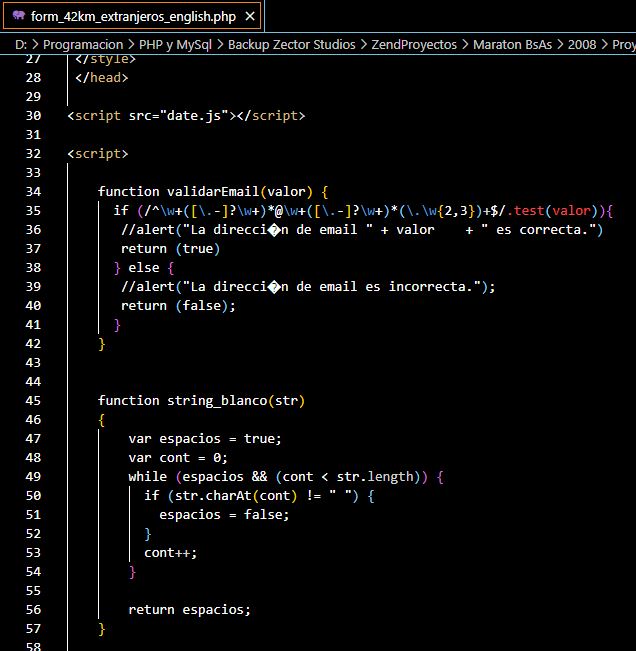 form_42km_extranjeros_english.php ×
D: > Programacion > PHP y MySql > Backup Zector Studios > ZendProyectos > Maraton BsAs > 2008 > Proy
27 </style>
28 </head>
29
30 <script src="date.js"></script>
31
32 <script>
33
34 function validarEmail(valor) {
35 if (/^\w+([\.-]?\w+)*@\w+([\.-]?\w+)*(\.\w{2,3})+$/.test(valor)){
36 //alert("La direcci�n de email " + valor    + " es correcta.")
37 return (true)
38 } else {
39 //alert("La direcci�n de email es incorrecta.");
40 return (false);
41 }
42 }
43
44
45 function string_blanco(str)
46 {
47 var espacios = true;
48 var cont = 0;
49 while (espacios && (cont < str.length)) {
50 if (str.charAt(cont) != " ") {
51 espacios = false;
52 }
53 cont++;
54 }
55
56 return espacios;
57 }
58